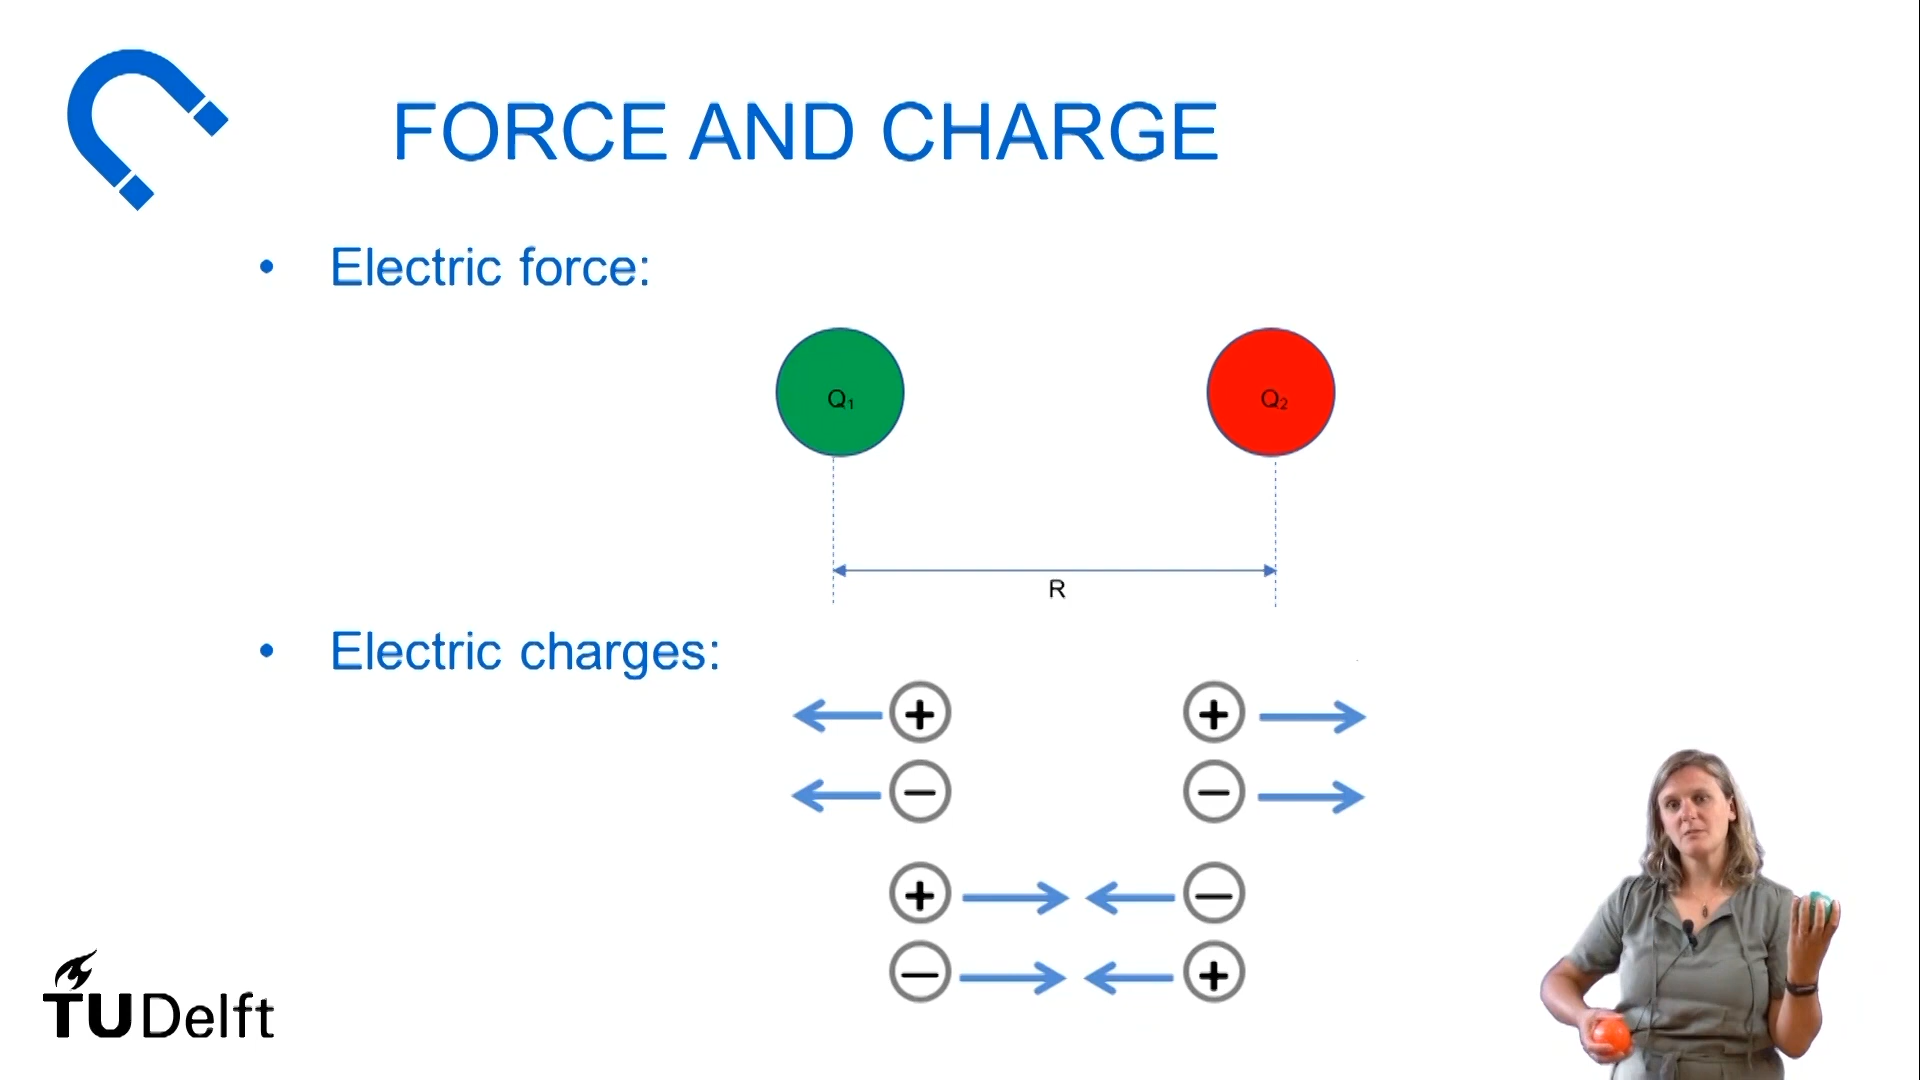 FORCE AND CHARGE
• Electric force:
Q₁
Q₂
R
• Electric charges:
+ +
− −
+ −
− +
TUDelft